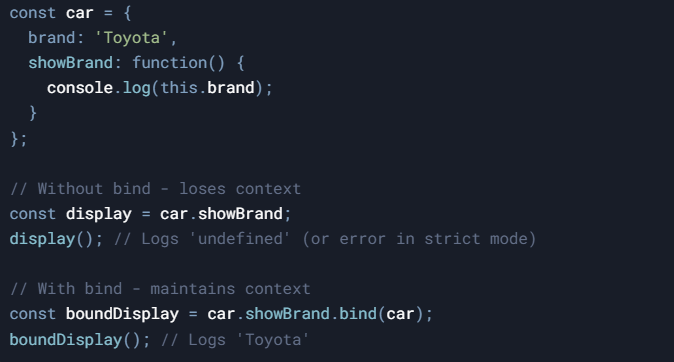 const car = {
  brand: 'Toyota',
  showBrand: function() {
    console.log(this.brand);
  }
};

// Without bind - loses context
const display = car.showBrand;
display(); // Logs 'undefined' (or error in strict mode)

// With bind - maintains context
const boundDisplay = car.showBrand.bind(car);
boundDisplay(); // Logs 'Toyota'